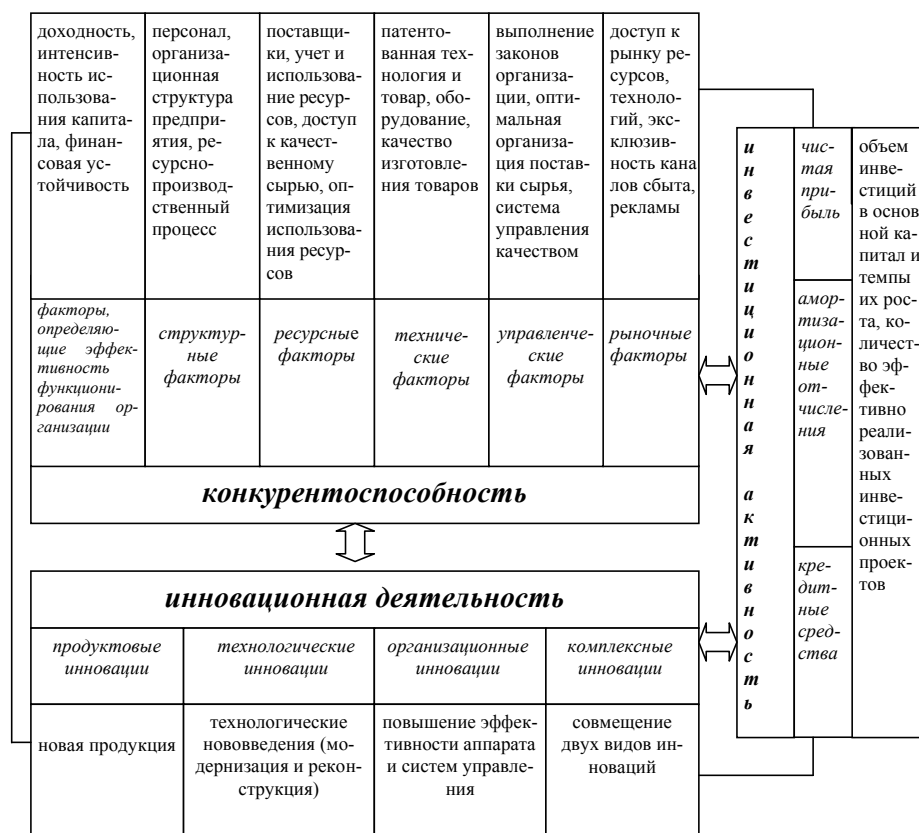 доходность,
интенсив-
ность ис-
пользова-
ния капита-
ла, финан-
совая ус-
тойчивость
персонал,
организа-
ционная
структура
предпри-
ятия, ре-
сурсно-
производ-
ственный
процесс
поставщи-
ки, учет и
использова-
ние ресур-
сов, доступ
к качест-
венному
сырью, оп-
тимизация
использова-
ния ресур-
сов
патенто-
ванная тех-
нология и
товар, обо-
рудование,
качество
изготовле-
ния товаров
выполнение
законов
организа-
ции, опти-
мальная
организа-
ция постав-
ки сырья,
система
управления
качеством
доступ к
рынку ре-
сурсов,
техноло-
гий, экс-
клюзив-
ность кана-
лов сбыта,
рекламы
факторы,
определяю-
щие эффек-
тивность
функциони-
рования ор-
ганизации
структур-
ные
факторы
ресурсные
факторы
техниче-
ские
факторы
управленче-
ские
факторы
рыночные
факторы
конкурентоспособность
инновационная деятельность
продуктовые
инновации
технологические
инновации
организационные
инновации
комплексные
инновации
новая продукция
технологические
нововведения (мо-
дернизация и рекон-
струкция)
повышение эффек-
тивности аппарата
и систем управле-
ния
совмещение
двух видов ин-
новаций
и
н
в
е
с
т
и
ц
и
о
н
н
а
я
а
к
т
и
в
н
о
с
т
ь
чис-
тая
при-
быль
амор-
тиза-
цион-
ные
от-
числе-
ния
кре-
дит-
ные
сред-
ства
объем
инве-
стиций
в основ
ной ка-
питал и
темпы
их рос-
та, ко-
личест-
во эф-
фек-
тивно
реали-
зован-
ных
инве-
стици-
онных
проек-
тов